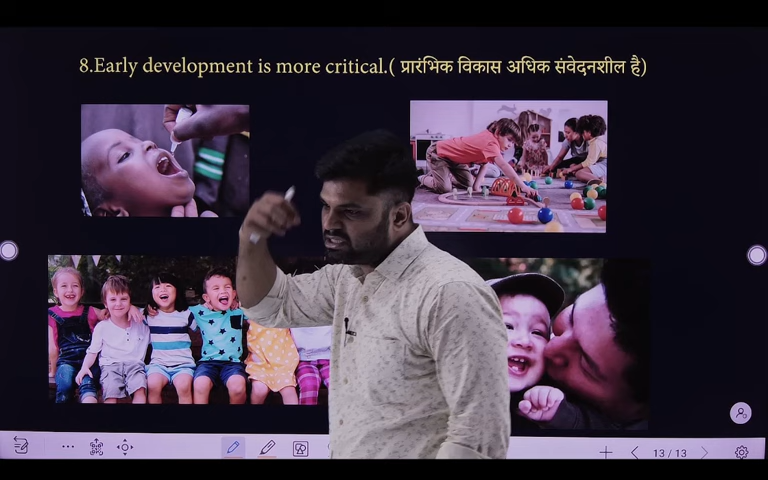 8.Early development is more critical.( प्रारंभिक विकास अधिक संवेदनशील है)
13 / 13